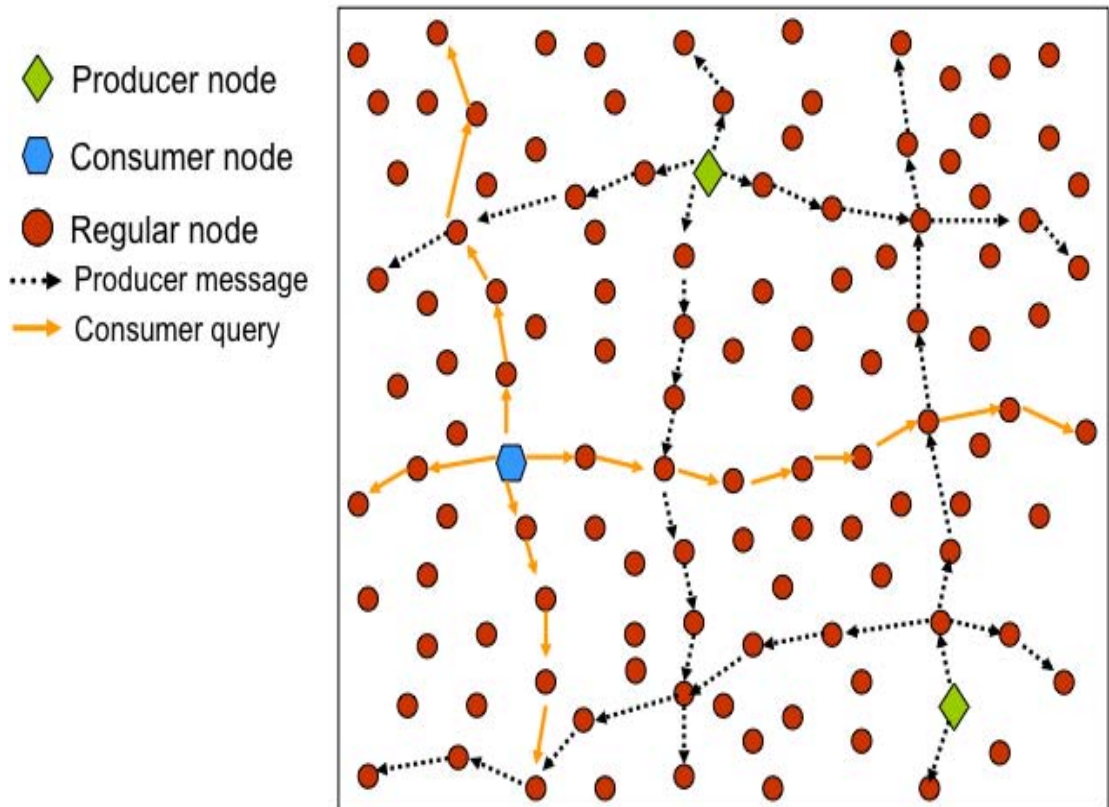 Producer node
Consumer node
Regular node
Producer message
Consumer query